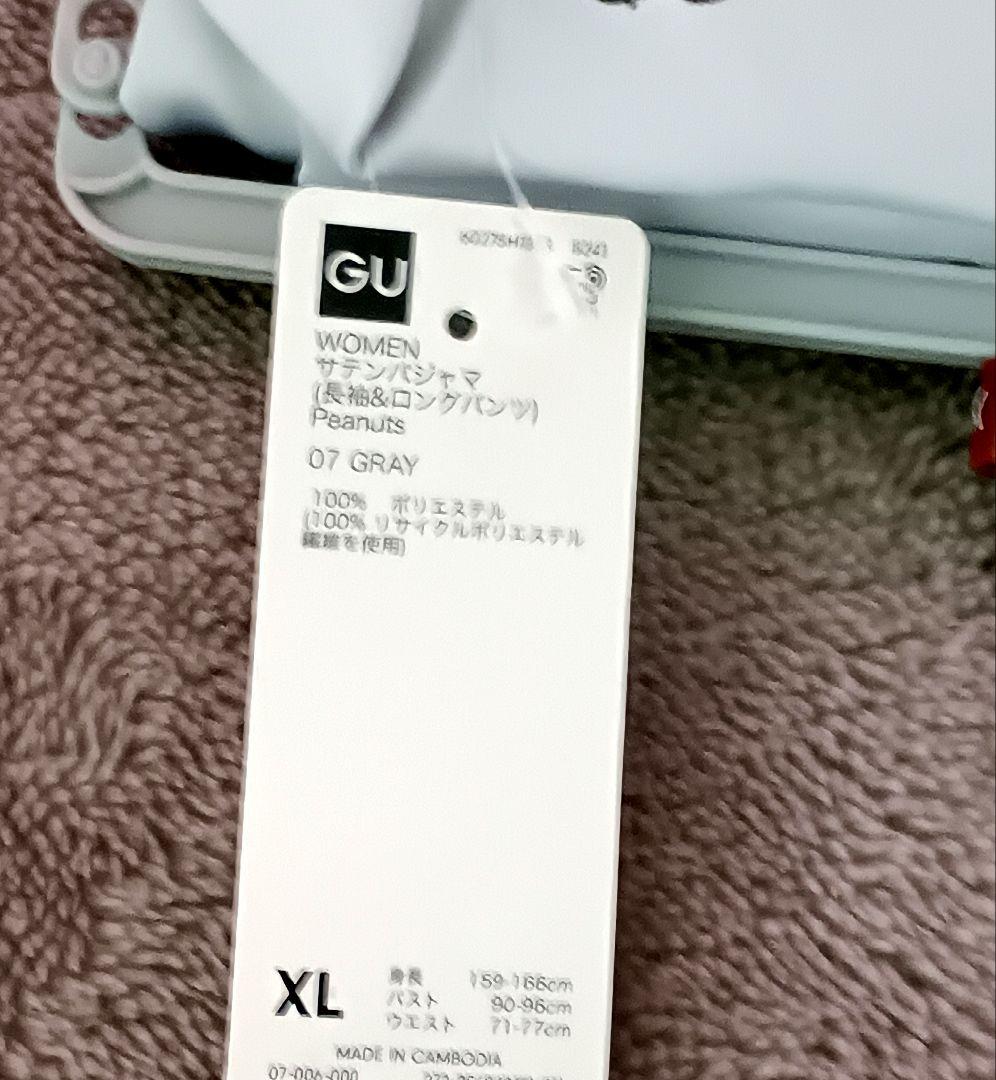 GU
WOMEN
サテンパジャマ
(長袖&ロングパンツ)
Peanuts
07 GRAY
100% ポリエステル
(100% リサイクルポリエステル
繊維を使用)
XL
身長 159-166cm
バスト 90-96cm
ウエスト 71-77cm
MADE IN CAMBODIA
07-006-000